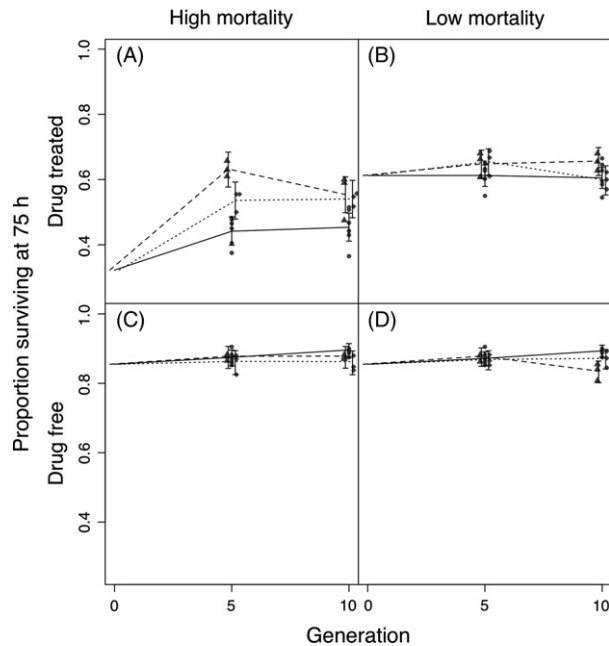 High mortality
Low mortality
(A)
(B)
Drug treated
1.0
0.8
0.6
0.4
(C)
(D)
Drug free
1.0
0.8
0.6
0.4
Proportion surviving at 75 h
0
5
10
0
5
10
Generation